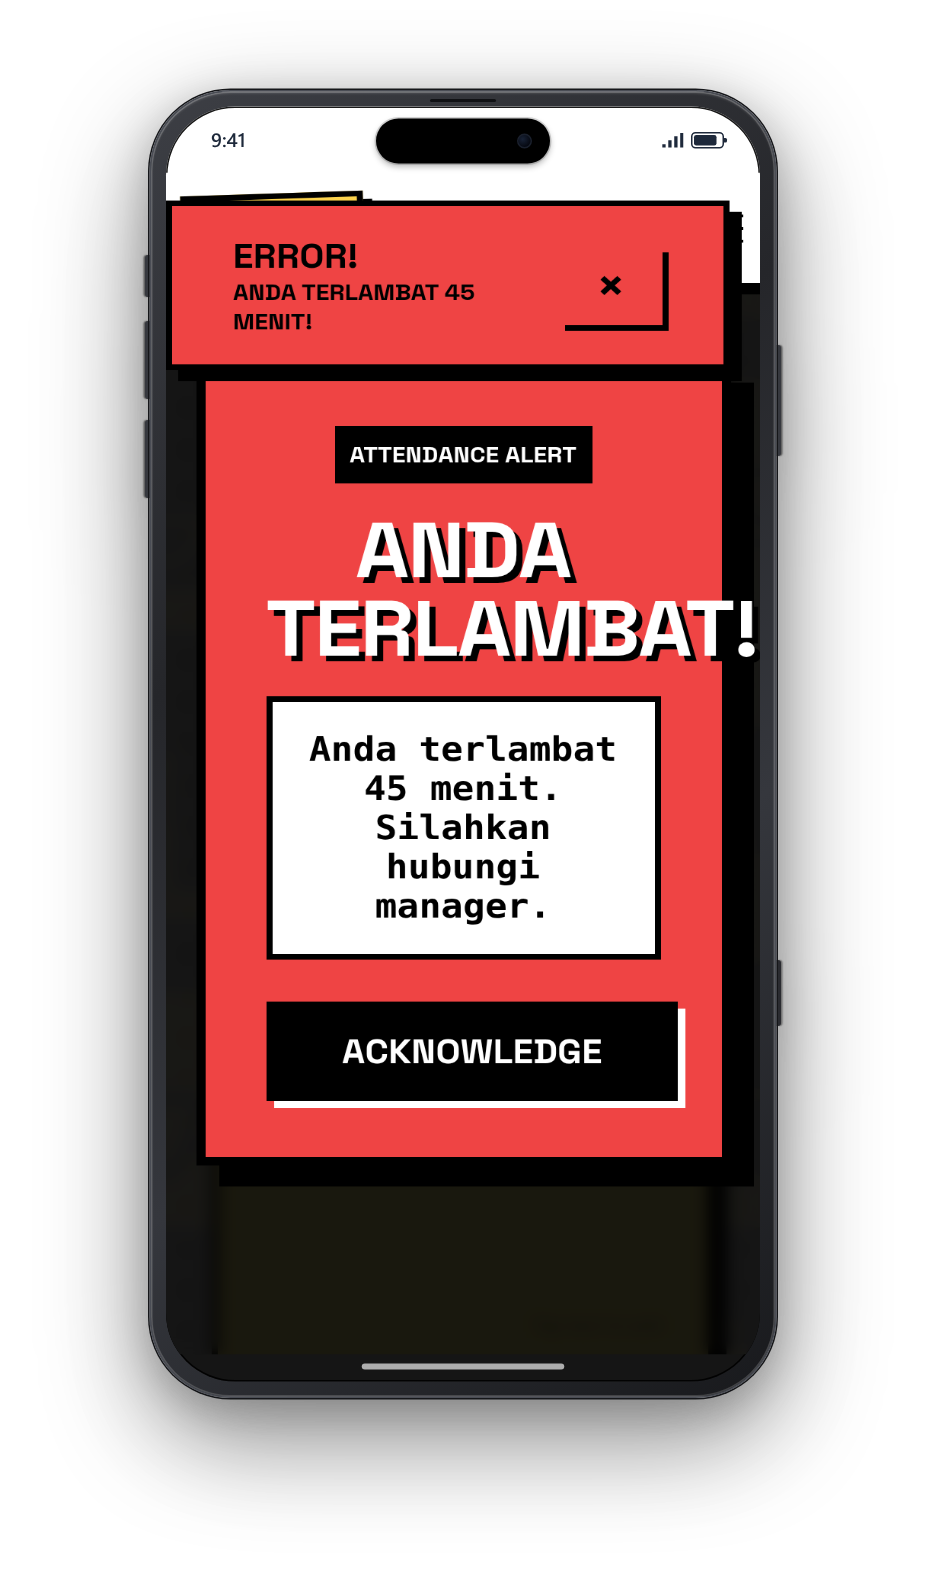 9:41
ERROR!
ANDA TERLAMBAT 45
MENIT!
×
ATTENDANCE ALERT
ANDA
TERLAMBAT!
Anda terlambat
45 menit.
Silahkan
hubungi
manager.
ACKNOWLEDGE